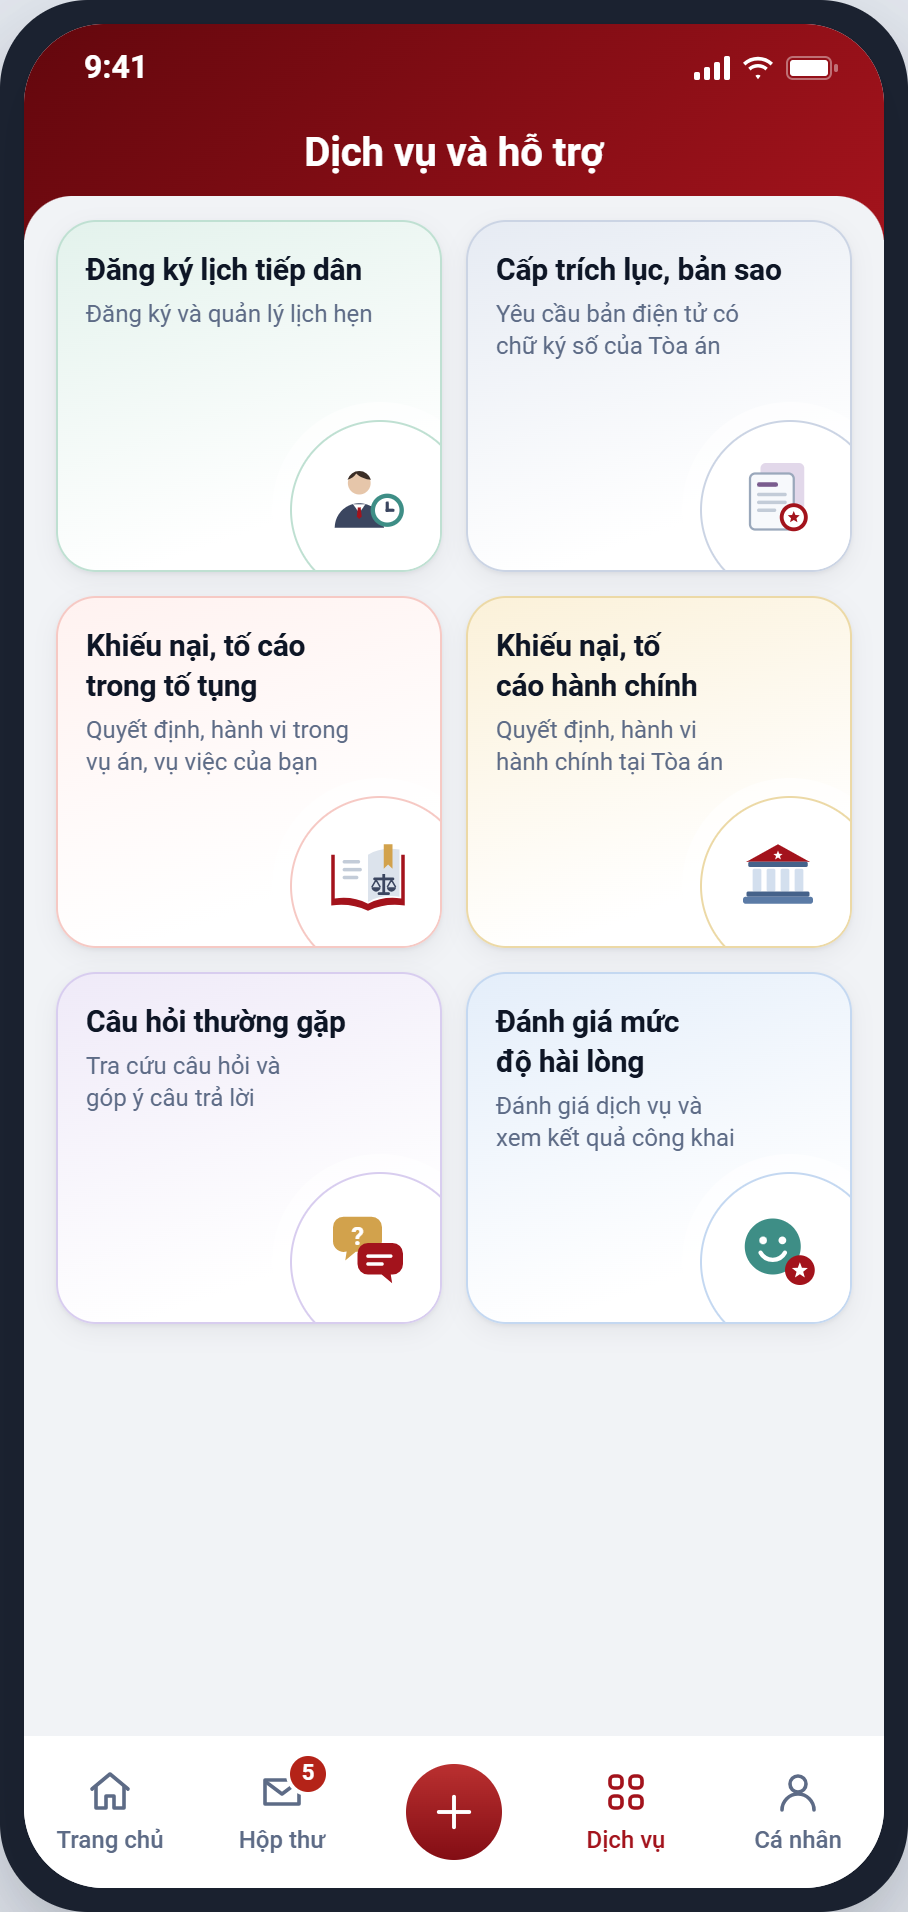 9:41
Dịch vụ và hỗ trợ
Đăng ký lịch tiếp dân
Đăng ký và quản lý lịch hẹn
Cấp trích lục, bản sao
Yêu cầu bản điện tử có
chữ ký số của Tòa án
Khiếu nại, tố cáo
trong tố tụng
Quyết định, hành vi trong
vụ án, vụ việc của bạn
Khiếu nại, tố
cáo hành chính
Quyết định, hành vi
hành chính tại Tòa án
Câu hỏi thường gặp
Tra cứu câu hỏi và
góp ý câu trả lời
?
Đánh giá mức
độ hài lòng
Đánh giá dịch vụ và
xem kết quả công khai
Trang chủ
5
Hộp thư
Dịch vụ
Cá nhân